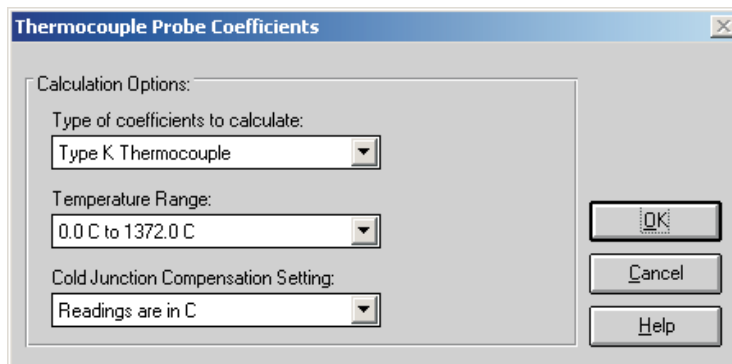 Thermocouple Probe Coefficients
Calculation Options:
Type of coefficients to calculate:
Type K Thermocouple
Temperature Range:
0.0 C to 1372.0 C
Cold Junction Compensation Setting:
Readings are in C
OK
Cancel
Help